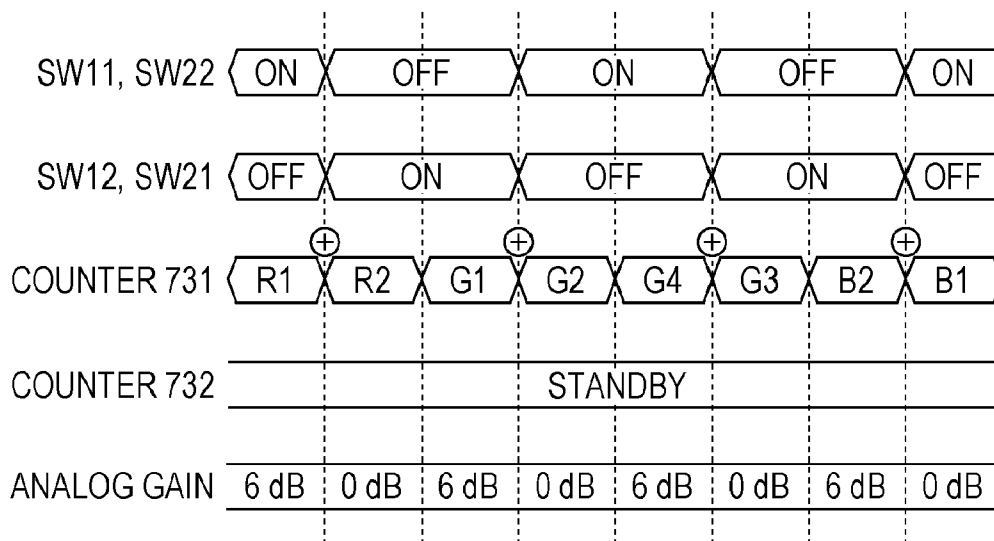 SW11, SW22 ON OFF ON OFF ON
SW12, SW21 OFF ON OFF ON OFF
+ + + +
COUNTER 731 R1 R2 G1 G2 G4 G3 B2 B1
COUNTER 732 STANDBY
ANALOG GAIN 6 dB 0 dB 6 dB 0 dB 6 dB 0 dB 6 dB 0 dB